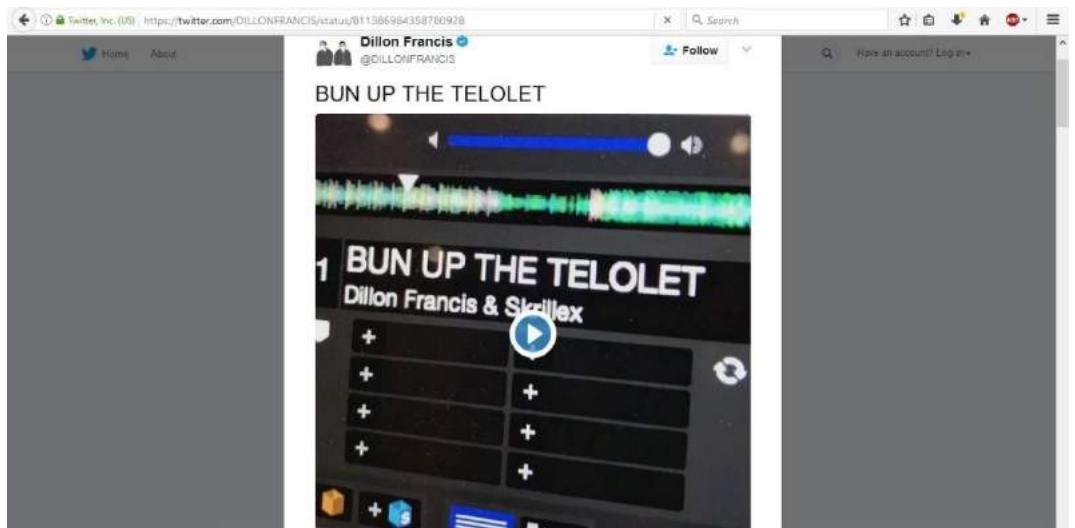 Twitter, Inc. (US) https://twitter.com/DILLONFRANCIS/status/811386984358780928 Search
Home About Dillon Francis @DILLONFRANCIS Follow Have an account? Log in
BUN UP THE TELOLET
1 BUN UP THE TELOLET
Dillon Francis & Skrillex